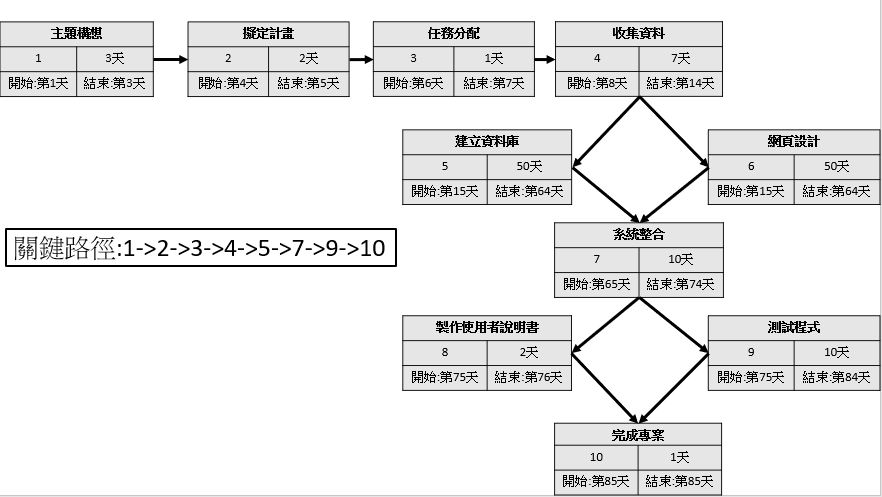 主題構想
1 3天
開始:第1天 結束:第3天
擬定計畫
2 2天
開始:第4天 結束:第5天
任務分配
3 1天
開始:第6天 結束:第7天
收集資料
4 7天
開始:第8天 結束:第14天
建立資料庫
5 50天
開始:第15天 結束:第64天
網頁設計
6 50天
開始:第15天 結束:第64天
關鍵路徑:1->2->3->4->5->7->9->10
系統整合
7 10天
開始:第65天 結束:第74天
製作使用者說明書
8 2天
開始:第75天 結束:第76天
測試程式
9 10天
開始:第75天 結束:第84天
完成專案
10 1天
開始:第85天 結束:第85天